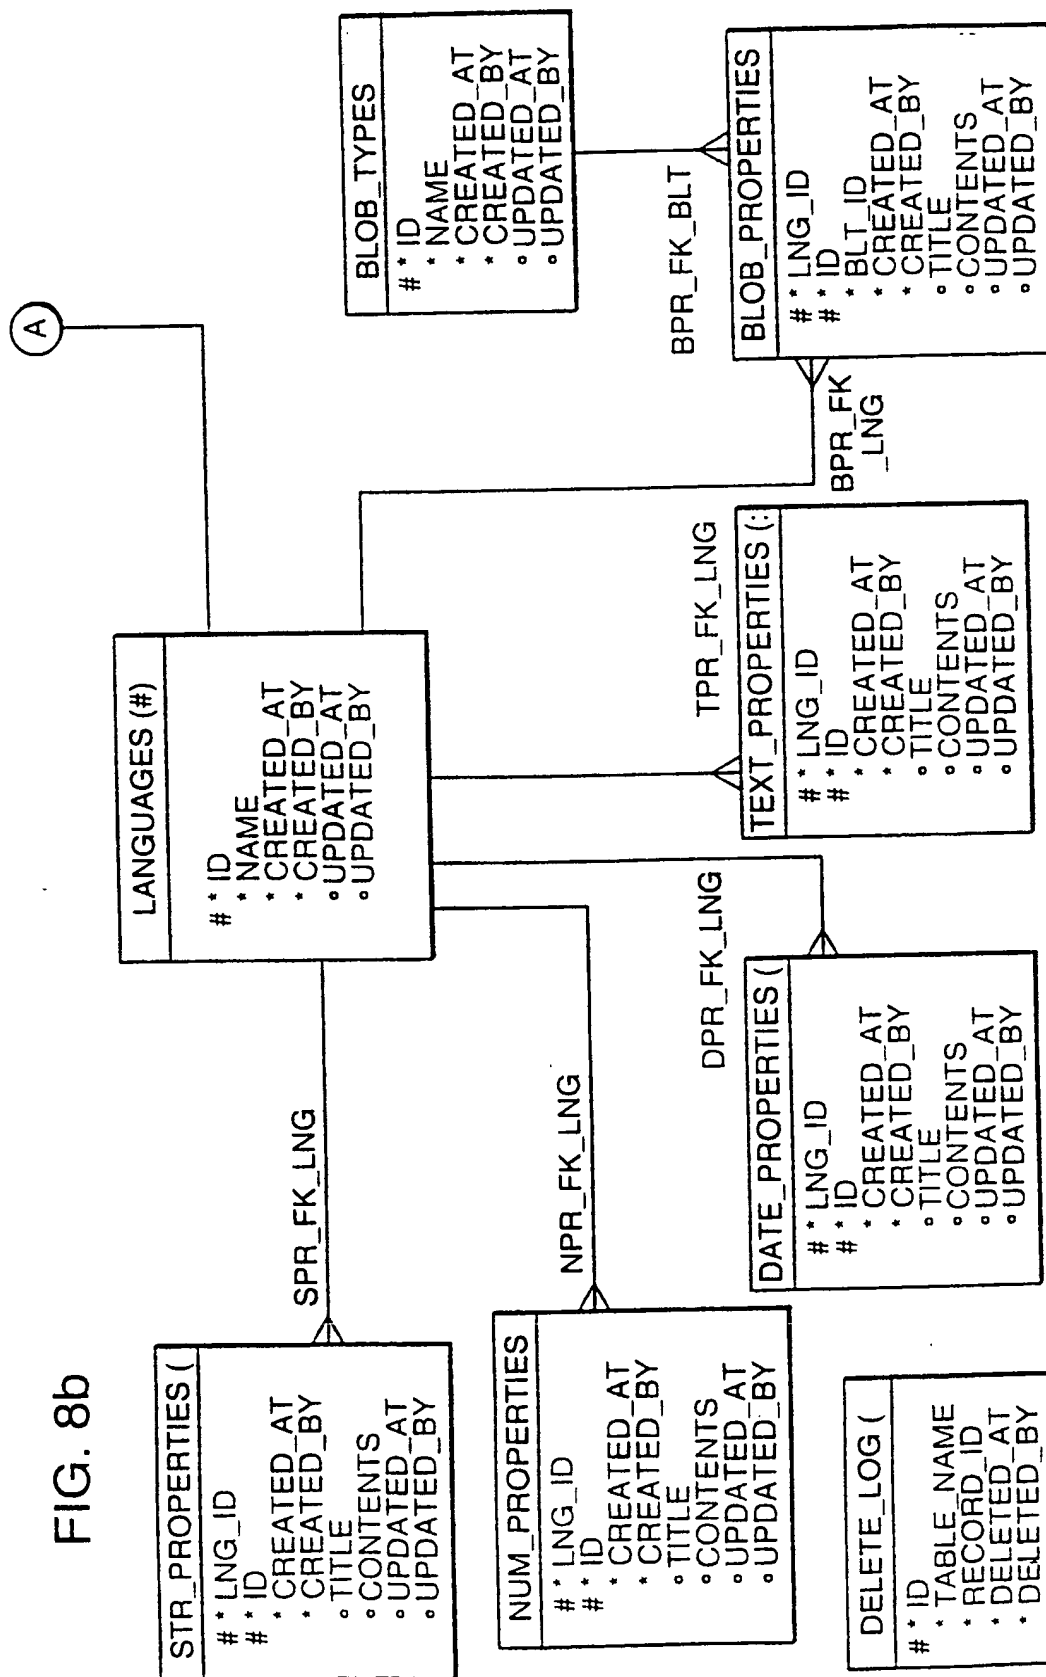 FIG. 8b
A
LANGUAGES (#)
# * ID
* NAME
* CREATED_AT
* CREATED_BY
° UPDATED_AT
° UPDATED_BY
BLOB_TYPES
# * ID
* NAME
* CREATED_AT
* CREATED_BY
° UPDATED_AT
° UPDATED_BY
SPR_FK_LNG
NPR_FK_LNG
DPR_FK_LNG
TPR_FK_LNG
BPR_FK
_LNG
BPR_FK_BLT
STR_PROPERTIES (
# * LNG_ID
# * ID
* CREATED_AT
* CREATED_BY
° TITLE
° CONTENTS
° UPDATED_AT
° UPDATED_BY
NUM_PROPERTIES
# * LNG_ID
# * ID
* CREATED_AT
* CREATED_BY
° TITLE
° CONTENTS
° UPDATED_AT
° UPDATED_BY
DATE_PROPERTIES (
# * LNG_ID
# * ID
* CREATED_AT
* CREATED_BY
° TITLE
° CONTENTS
° UPDATED_AT
° UPDATED_BY
TEXT_PROPERTIES (:
# * LNG_ID
# * ID
* CREATED_AT
* CREATED_BY
° TITLE
° CONTENTS
° UPDATED_AT
° UPDATED_BY
BLOB_PROPERTIES
# * LNG_ID
# * ID
* BLT_ID
* CREATED_AT
* CREATED_BY
° TITLE
° CONTENTS
° UPDATED_AT
° UPDATED_BY
DELETE_LOG (
# * ID
* TABLE_NAME
* RECORD_ID
* DELETED_AT
* DELETED_BY